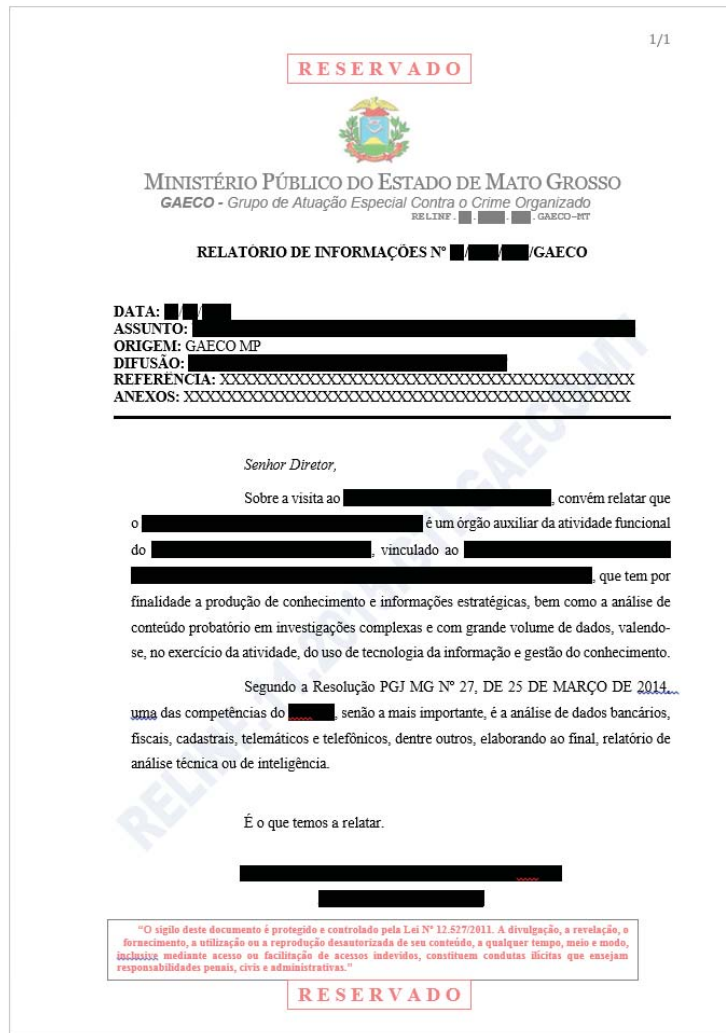 1/1
RESERVADO
MINISTÉRIO PÚBLICO DO ESTADO DE MATO GROSSO
GAECO - Grupo de Atuação Especial Contra o Crime Organizado
RELINF. . . .GAECO-MT
RELATÓRIO DE INFORMAÇÕES Nº / / /GAECO
DATA: / /
ASSUNTO:
ORIGEM: GAECO MP
DIFUSÃO:
REFERÊNCIA: XXXXXXXXXXXXXXXXXXXXXXXXXXXXXXXXXXXXXXXX
ANEXOS: XXXXXXXXXXXXXXXXXXXXXXXXXXXXXXXXXXXXXXXXXXX
Senhor Diretor,
Sobre a visita ao , convém relatar que
o é um órgão auxiliar da atividade funcional
do , vinculado ao
, que tem por
finalidade a produção de conhecimento e informações estratégicas, bem como a análise de
conteúdo probatório em investigações complexas e com grande volume de dados, valendo-
se, no exercício da atividade, do uso de tecnologia da informação e gestão do conhecimento.
Segundo a Resolução PGJ MG Nº 27, DE 25 DE MARÇO DE 2014,
uma das competências do , senão a mais importante, é a análise de dados bancários,
fiscais, cadastrais, telemáticos e telefônicos, dentre outros, elaborando ao final, relatório de
análise técnica ou de inteligência.
É o que temos a relatar.
"O sigilo deste documento é protegido e controlado pela Lei Nº 12.527/2011. A divulgação, a revelação, o
fornecimento, a utilização ou a reprodução desautorizada de seu conteúdo, a qualquer tempo, meio e modo,
inclusive mediante acesso ou facilitação de acessos indevidos, constituem condutas ilícitas que ensejam
responsabilidades penais, civis e administrativas."
RESERVADO